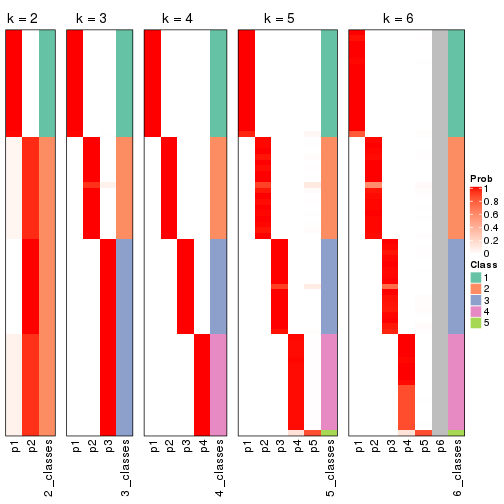 k = 2
k = 3
k = 4
k = 5
k = 6
Prob
1
0.8
0.6
0.4
0.2
0
Class
1
2
3
4
5
p1
p2
2_classes
p1
p2
p3
3_classes
p1
p2
p3
p4
4_classes
p1
p2
p3
p4
p5
5_classes
p1
p2
p3
p4
p5
p6
6_classes